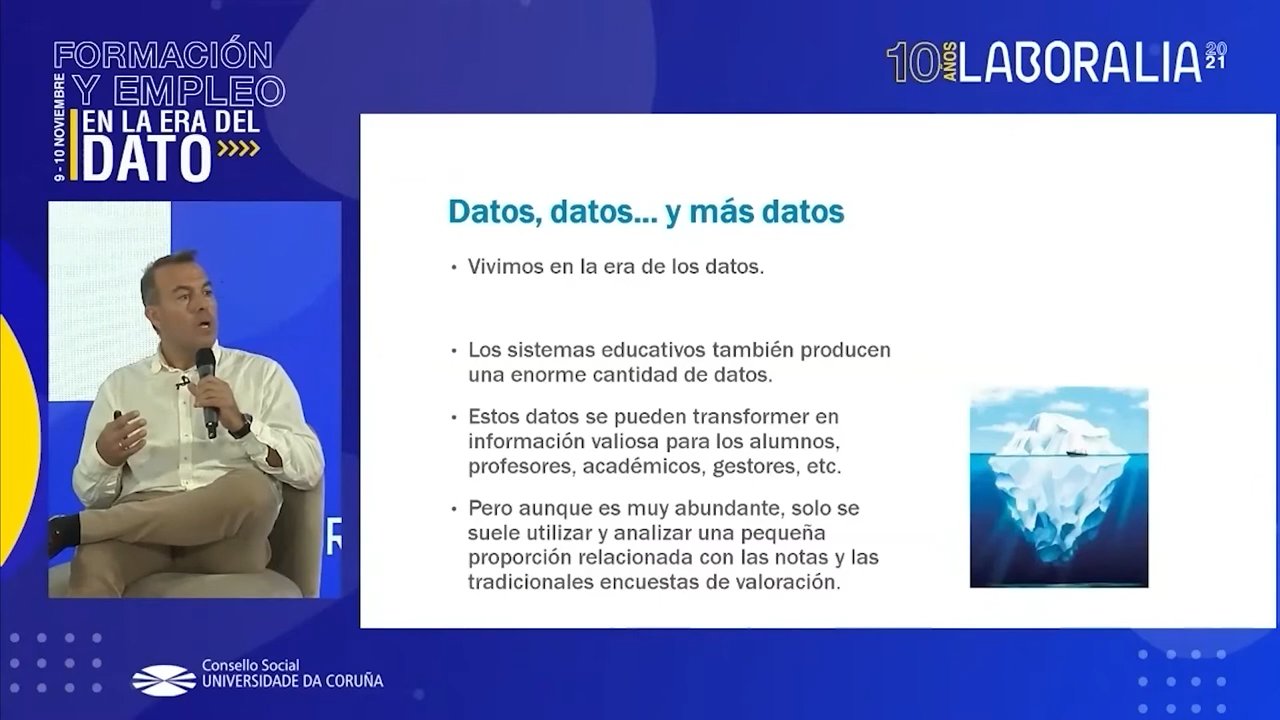 FORMACIÓN
Y EMPLEO
EN LA ERA DEL
DATO
9 - 10 NOVIEMBRE
10 AÑOS LABORALIA 2021
Datos, datos... y más datos
• Vivimos en la era de los datos.
• Los sistemas educativos también producen
una enorme cantidad de datos.
• Estos datos se pueden transformer en
información valiosa para los alumnos,
profesores, académicos, gestores, etc.
• Pero aunque es muy abundante, solo se
suele utilizar y analizar una pequeña
proporción relacionada con las notas y las
tradicionales encuestas de valoración.
R
Consello Social
UNIVERSIDADE DA CORUÑA